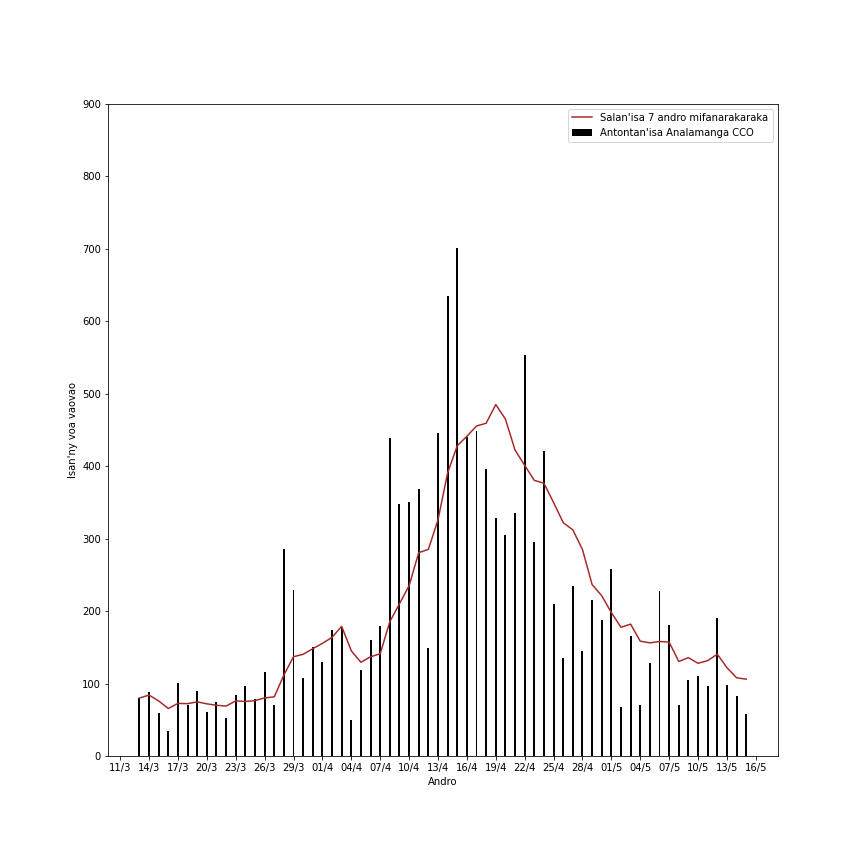 900
800
700
600
500
400
300
200
100
0
Isan'ny voa vaovao
Salan'isa 7 andro mifanarakaraka
Antontan'isa Analamanga CCO
11/3 14/3 17/3 20/3 23/3 26/3 29/3 01/4 04/4 07/4 10/4 13/4 16/4 19/4 22/4 25/4 28/4 01/5 04/5 07/5 10/5 13/5 16/5
Andro